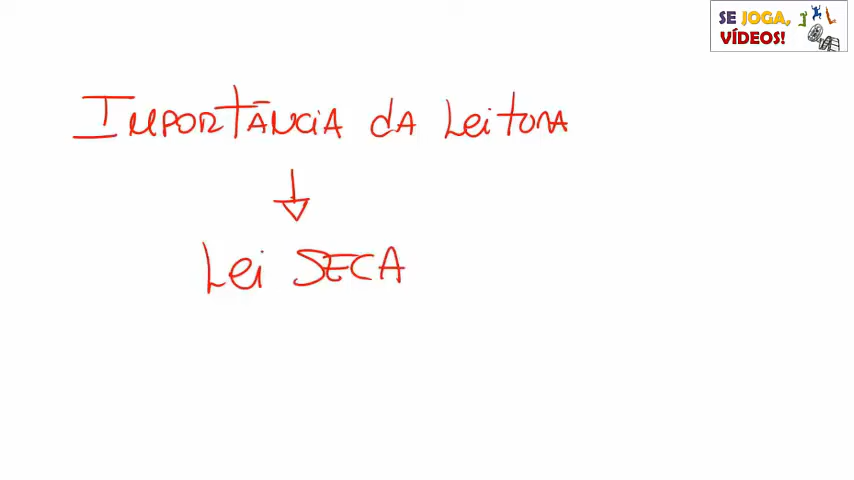 SE JOGA,
VÍDEOS!
IMPORTÂNCIA DA LEITURA
LEI SECA